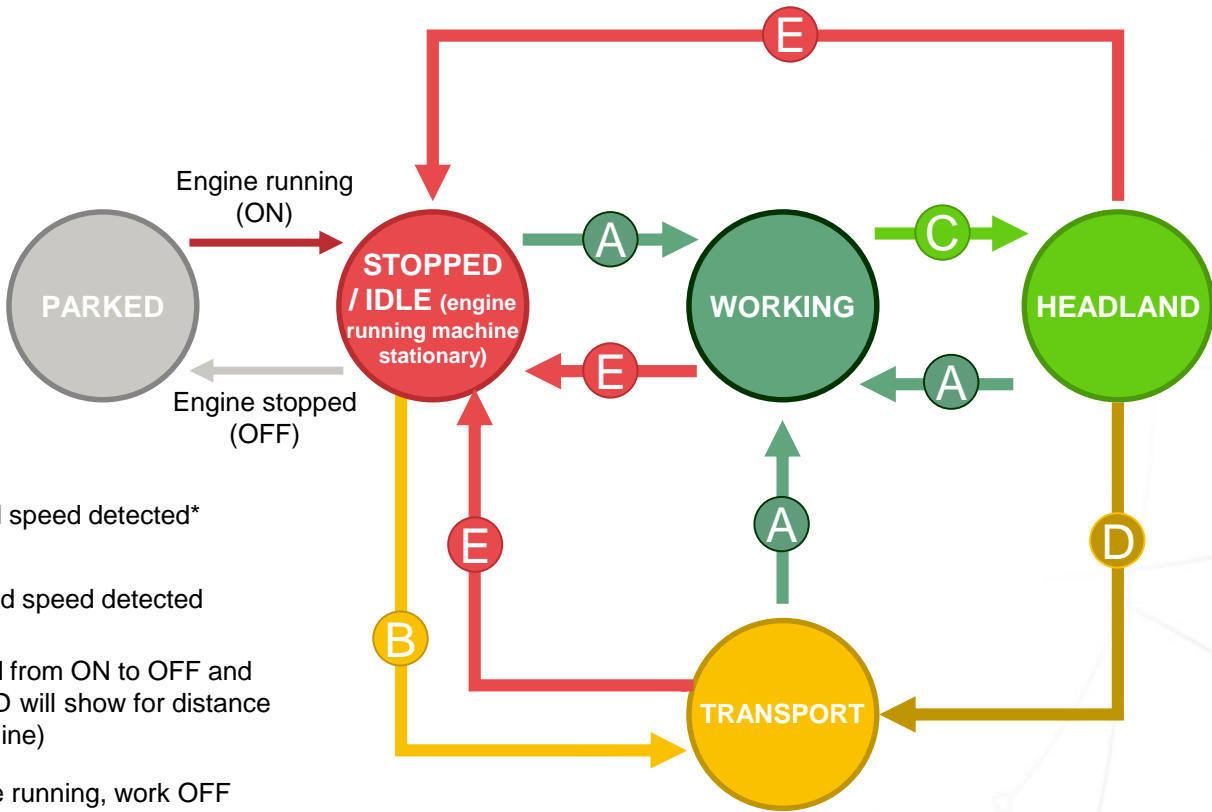 E
Engine running
(ON)
PARKED
STOPPED
/ IDLE (engine
running machine
stationary)
A
WORKING
C
HEADLAND
E
A
Engine stopped
(OFF)
speed detected*
E
A
D
d speed detected
B
from ON to OFF and
D will show for distance
TRANSPORT
ine)
e running, work OFF